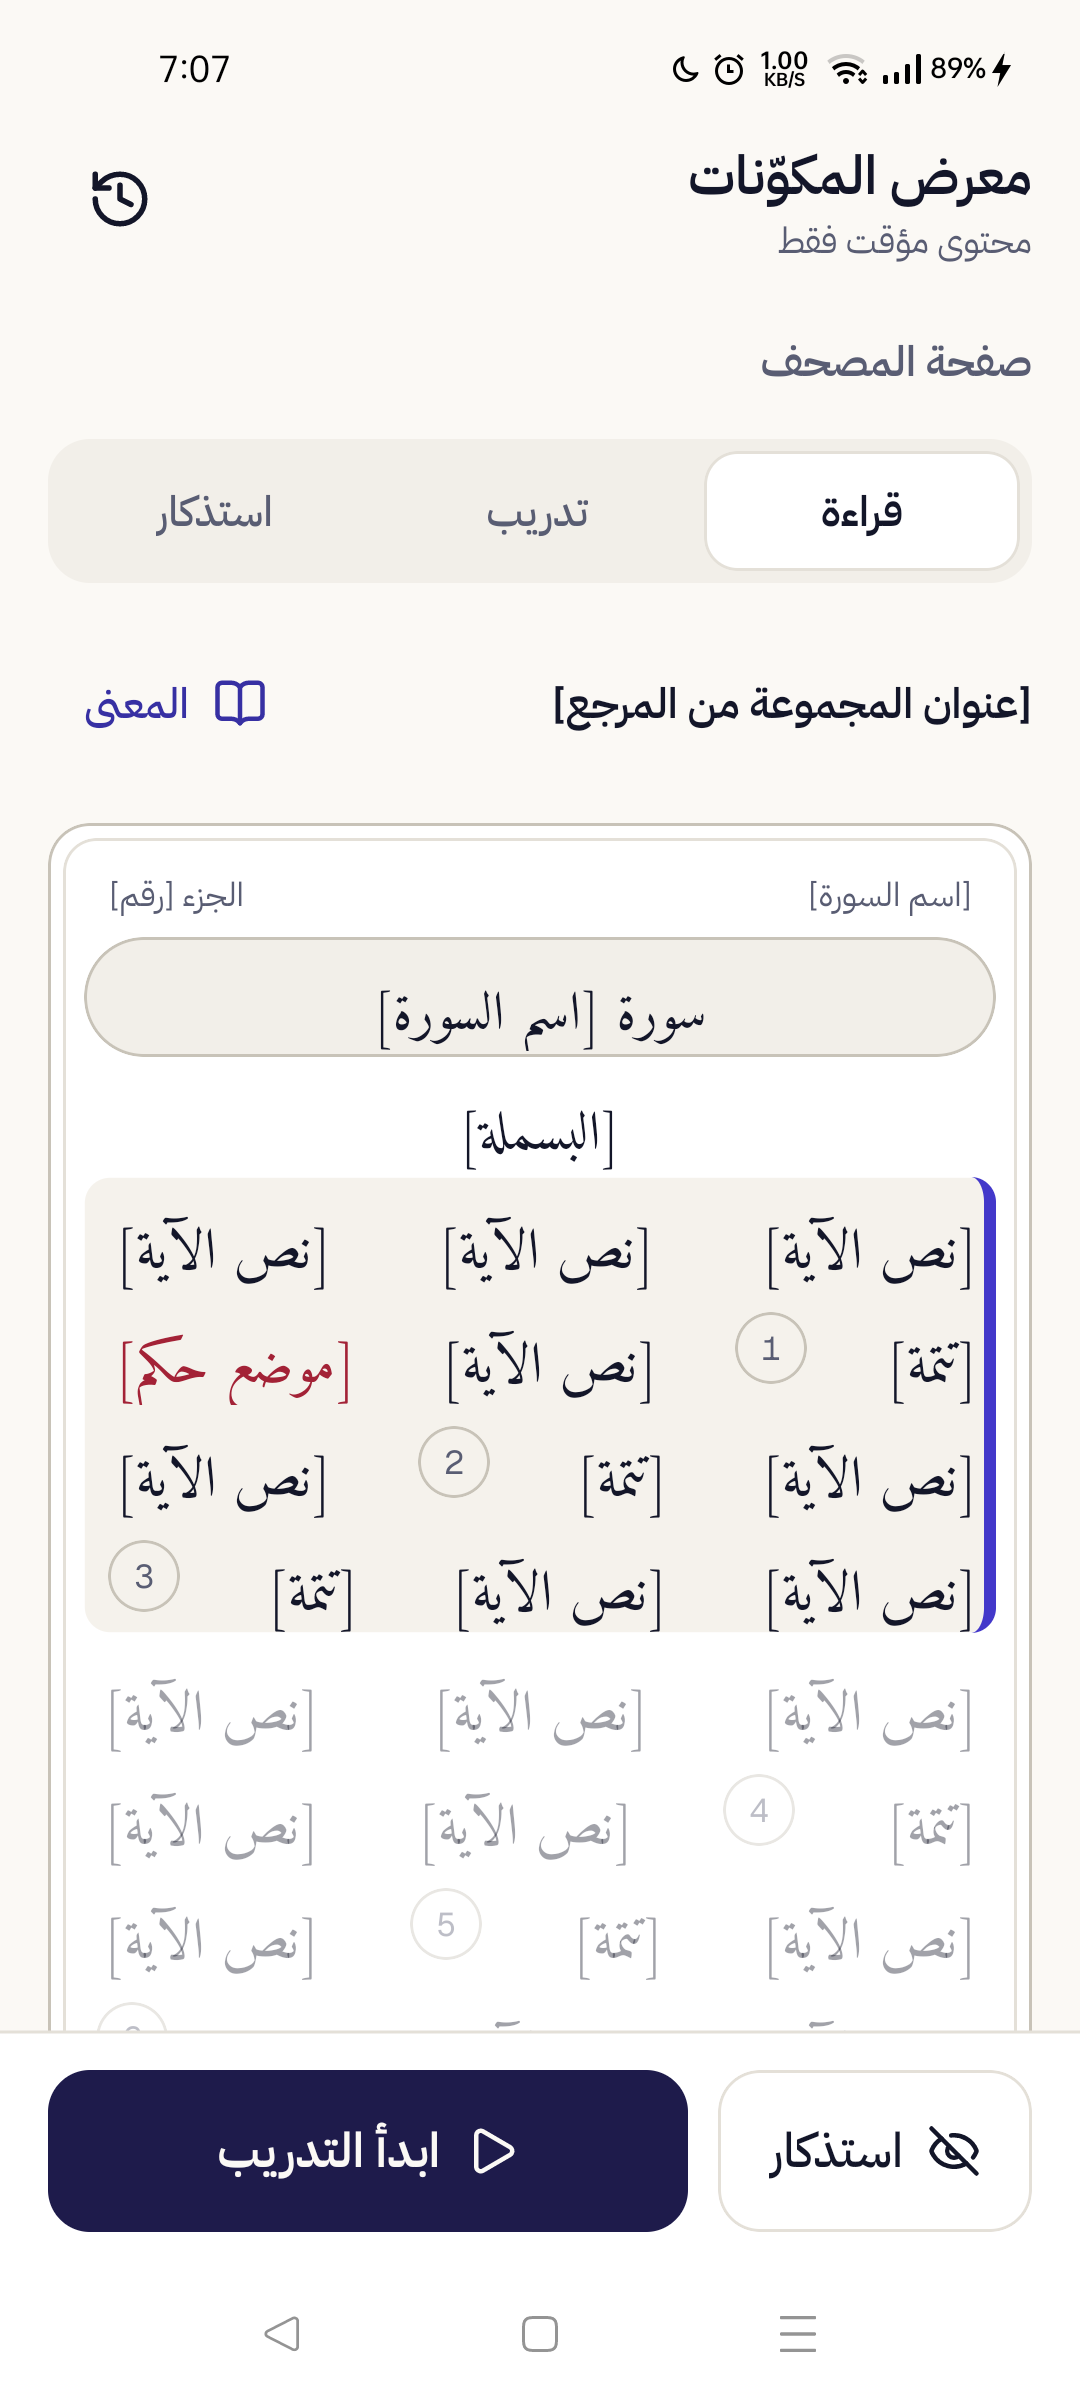 7:07 1.00 KB/S 89%
معرض المكوّنات
محتوى مؤقت فقط
صفحة المصحف
قراءة تدريب استذكار
[عنوان المجموعة من المرجع] المعنى
[اسم السورة] الجزء [رقم]
سورة [اسم السورة]
[البسملة]
[نص الآية] [نص الآية] [نص الآية]
[تتمة] 1 [نص الآية] [موضع حكم]
[نص الآية] [تتمة] 2 [نص الآية]
[نص الآية] [نص الآية] [تتمة] 3
[نص الآية] [نص الآية] [نص الآية]
[تتمة] 4 [نص الآية] [نص الآية]
[نص الآية] [تتمة] 5 [نص الآية]
استذكار ابدأ التدريب